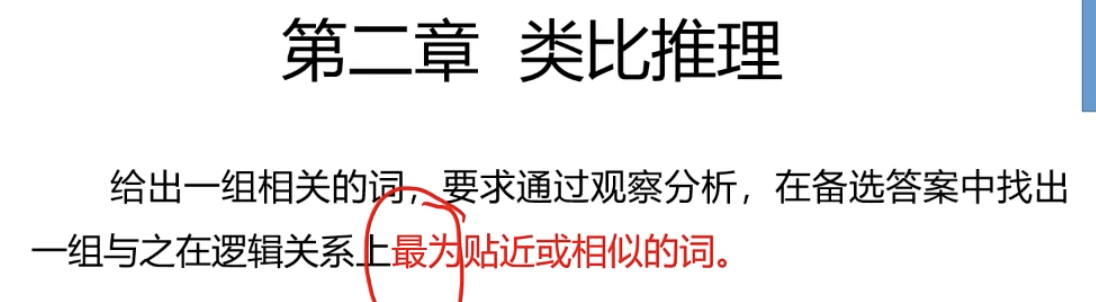 第二章 类比推理
给出一组相关的词，要求通过观察分析，在备选答案中找出
一组与之在逻辑关系上最为贴近或相似的词。